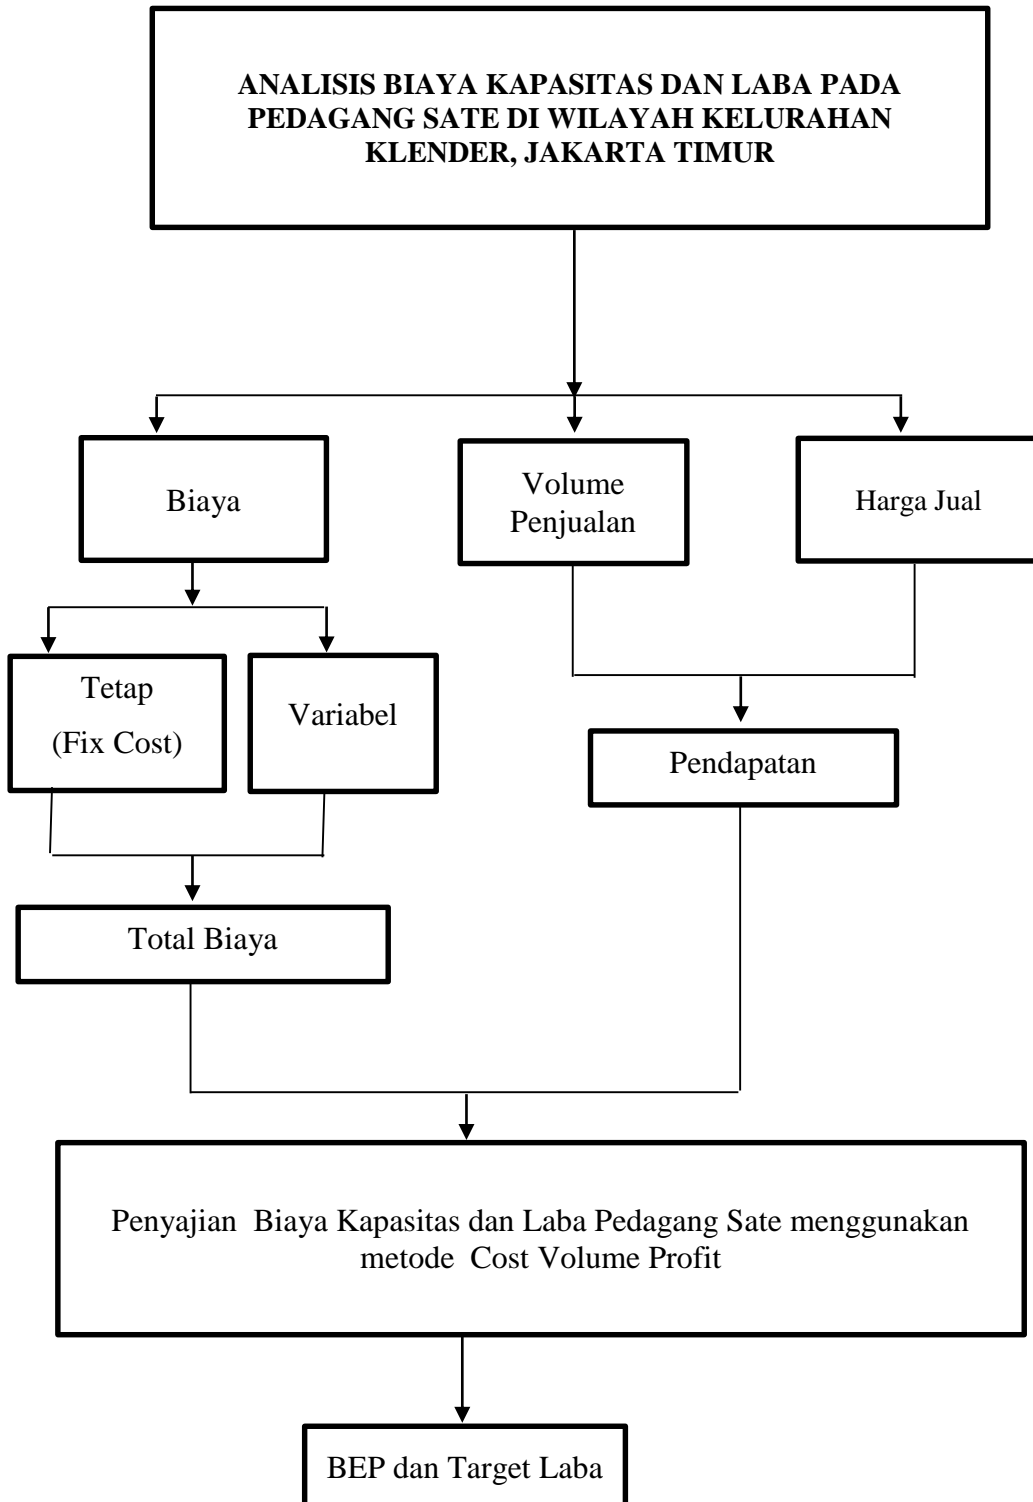 ANALISIS BIAYA KAPASITAS DAN LABA PADA
PEDAGANG SATE DI WILAYAH KELURAHAN
KLENDER, JAKARTA TIMUR
Biaya
Volume
Penjualan
Harga Jual
Tetap
(Fix Cost)
Variabel
Pendapatan
Total Biaya
Penyajian Biaya Kapasitas dan Laba Pedagang Sate menggunakan
metode Cost Volume Profit
BEP dan Target Laba